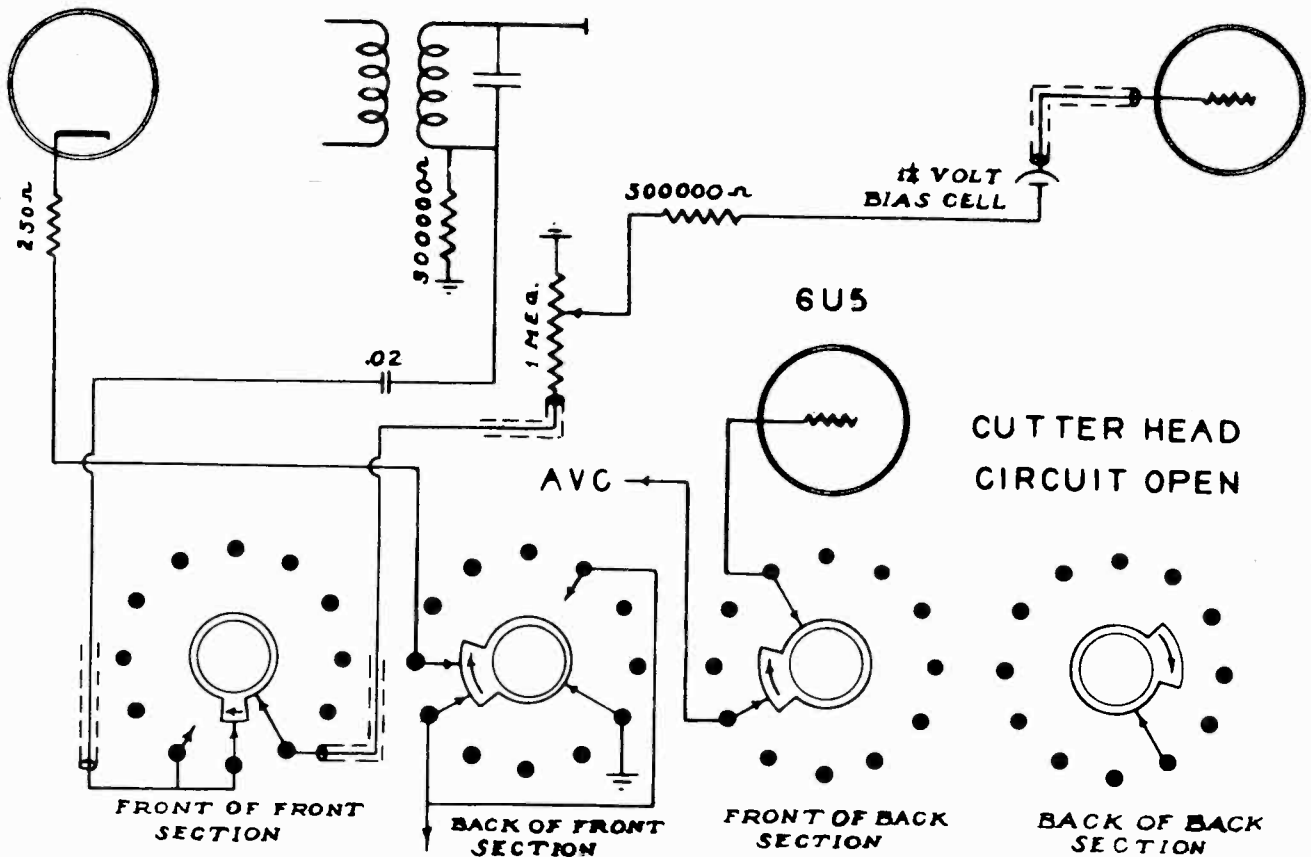 250Ω
300000Ω
1 MEG.
500000Ω
1¼ VOLT
BIAS CELL
6U5
.02
CUTTER HEAD
CIRCUIT OPEN
AVC
FRONT OF FRONT
SECTION
BACK OF FRONT
SECTION
FRONT OF BACK
SECTION
BACK OF BACK
SECTION